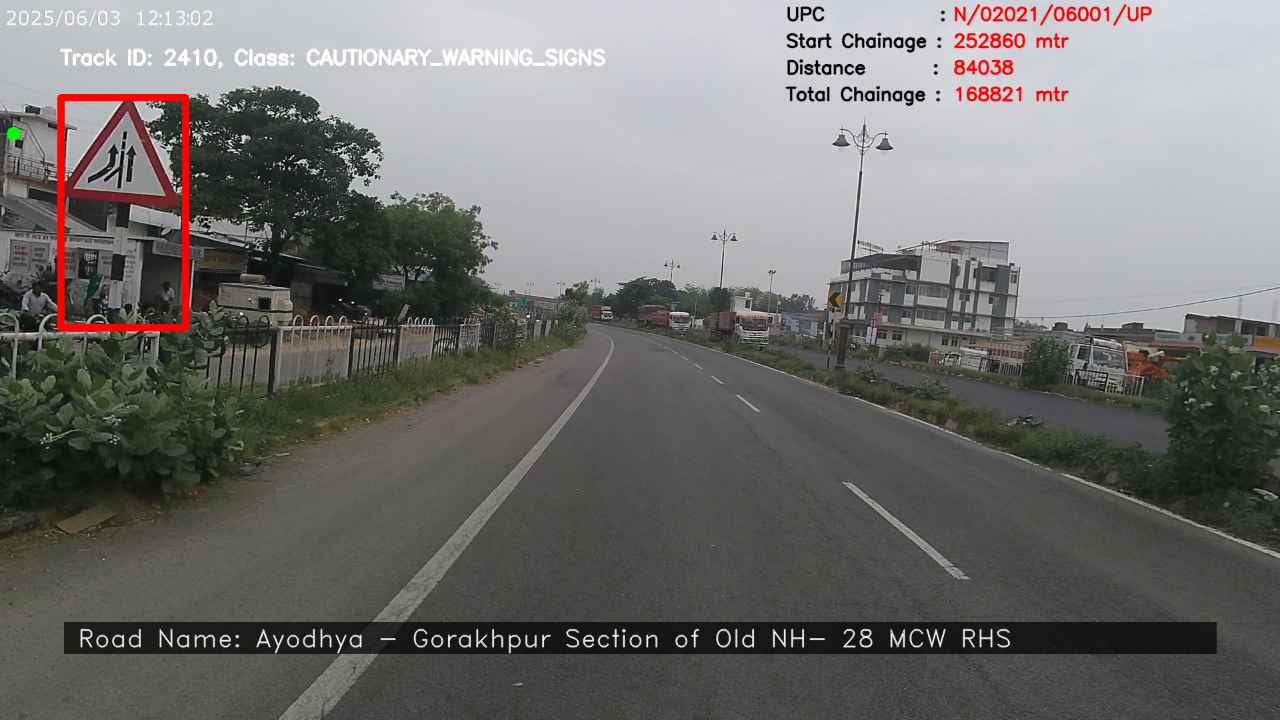 2025/06/03 12:13:02
Track ID: 2410, Class: CAUTIONARY_WARNING_SIGNS
UPC : N/02021/06001/UP
Start Chainage : 252860 mtr
Distance : 84038
Total Chainage : 168821 mtr
Road Name: Ayodhya - Gorakhpur Section of Old NH- 28 MCW RHS